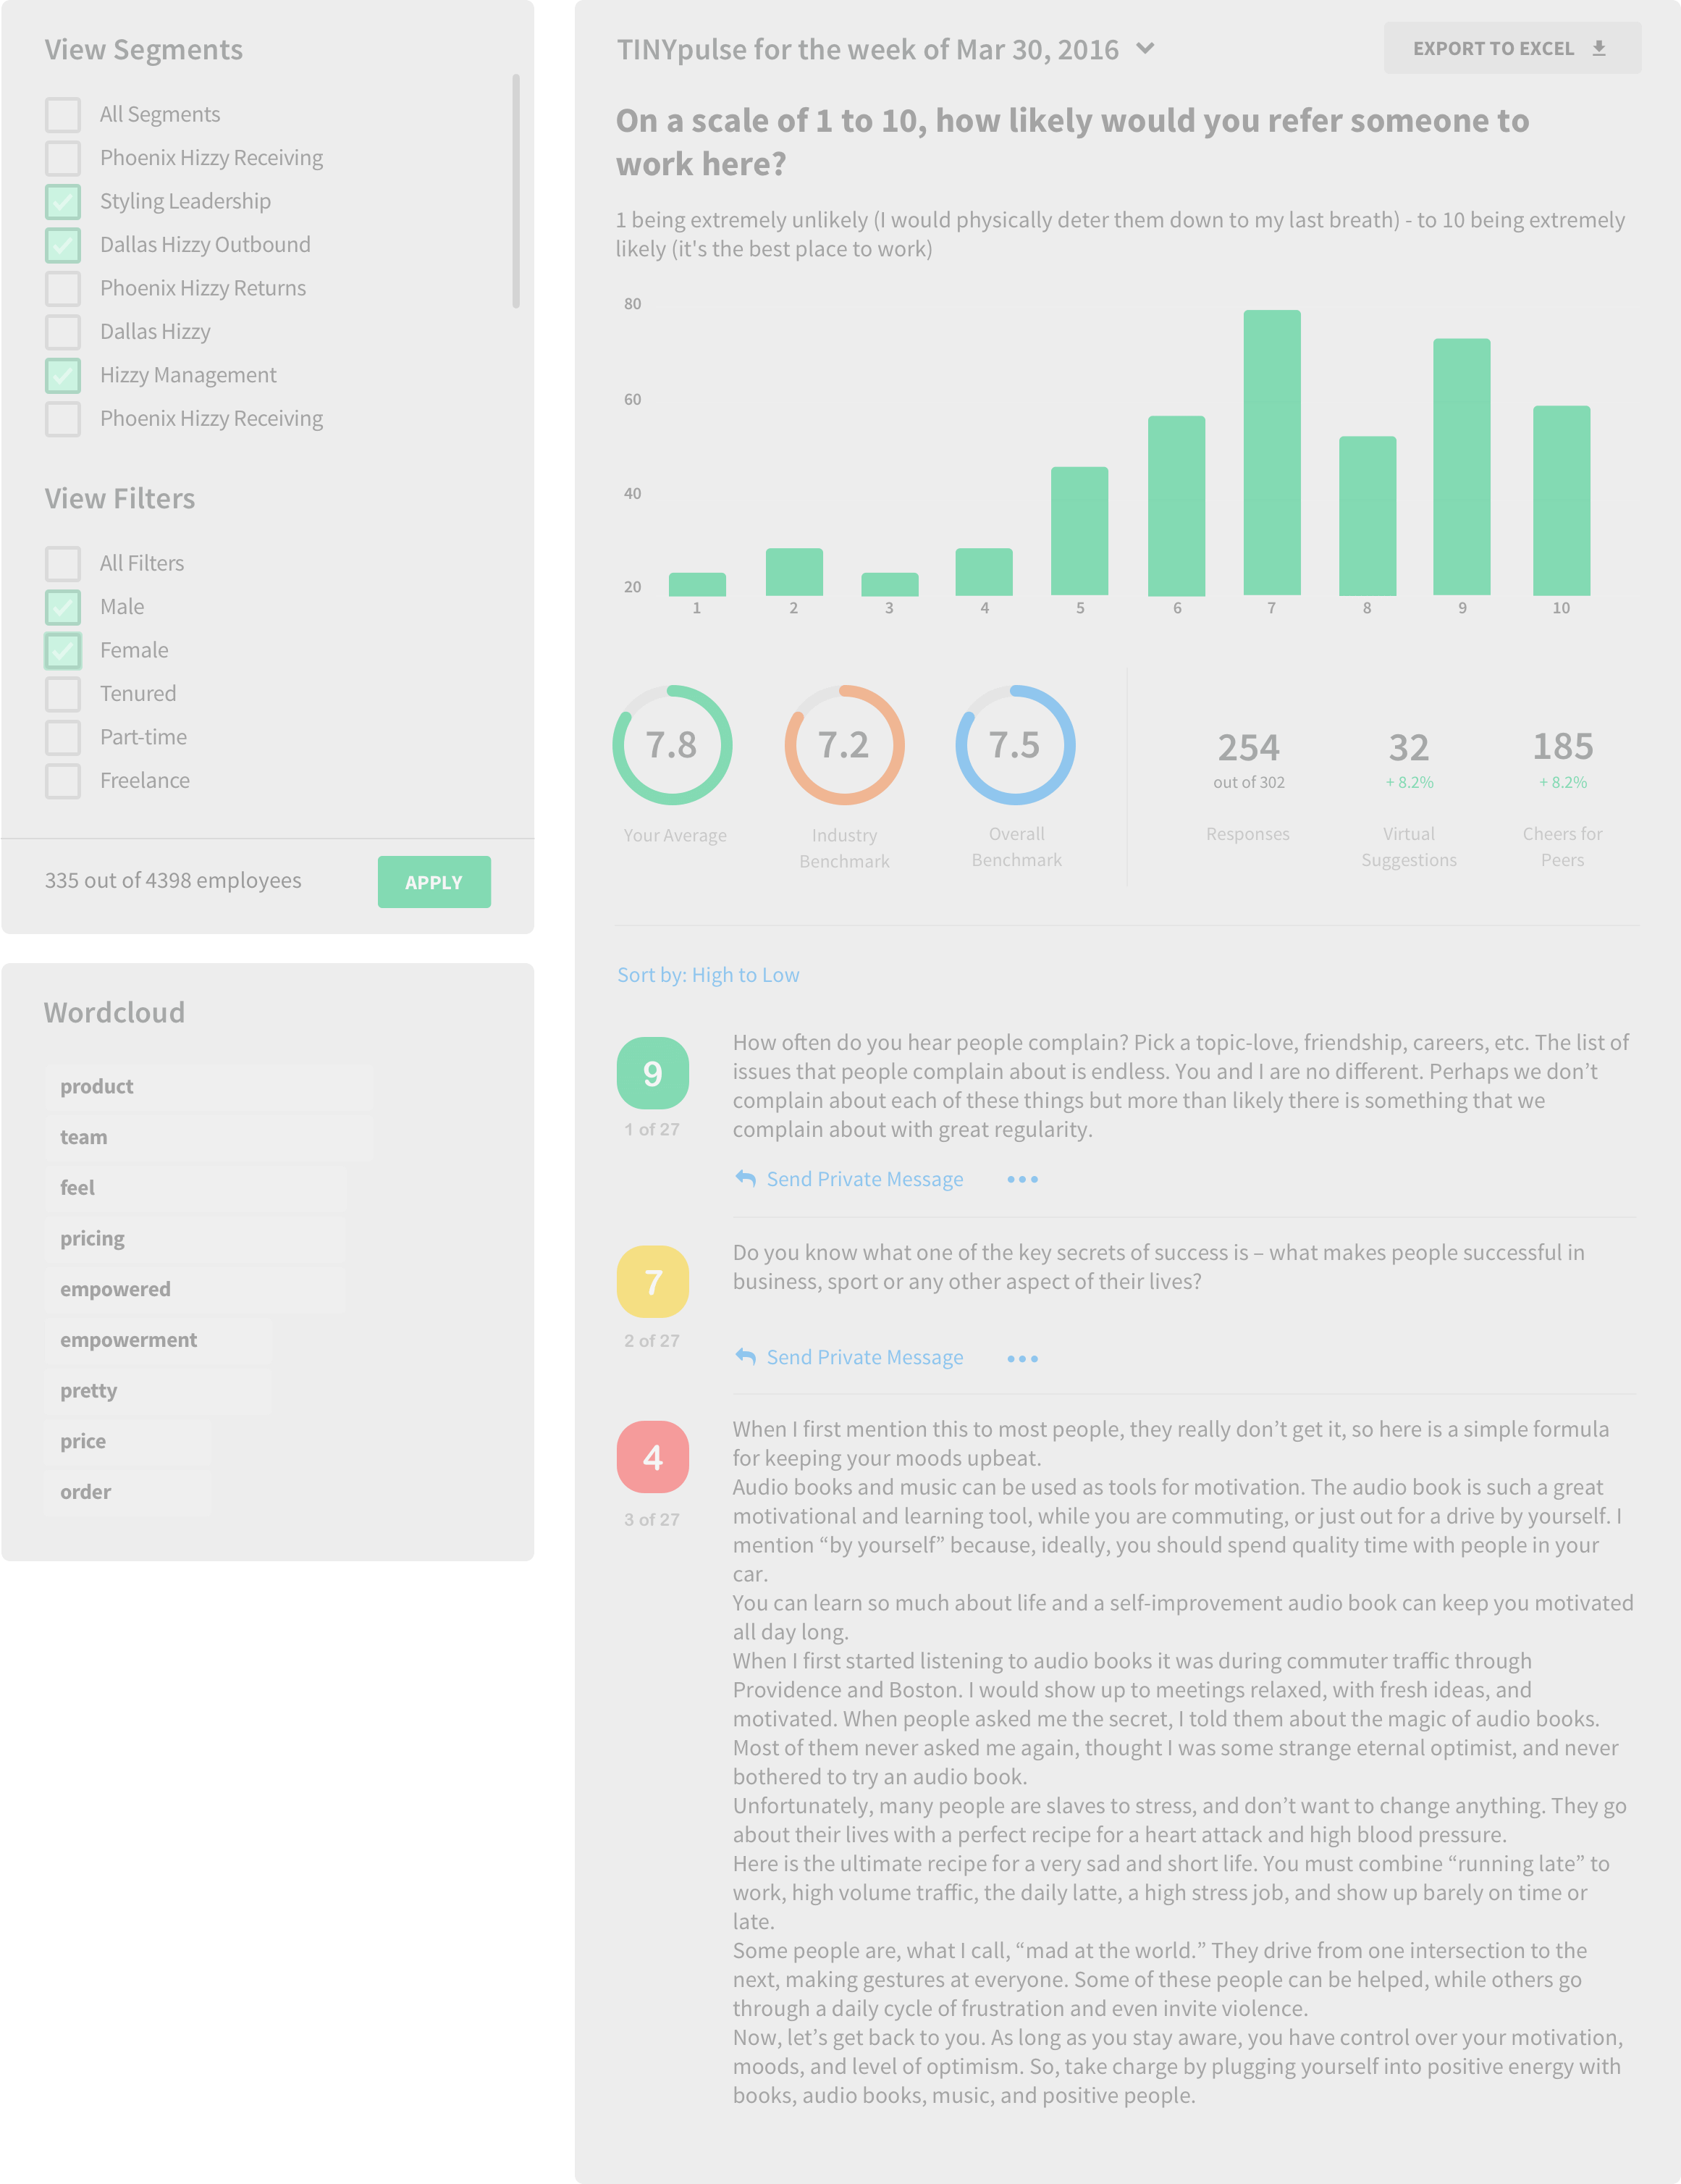 View Segments
All Segments
Phoenix Hizzy Receiving
Styling Leadership
Dallas Hizzy Outbound
Phoenix Hizzy Returns
Dallas Hizzy
Hizzy Management
Phoenix Hizzy Receiving
View Filters
All Filters
Male
Female
Tenured
Part-time
Freelance
335 out of 4398 employees
APPLY
Wordcloud
product
team
feel
pricing
empowered
empowerment
pretty
price
order
TINYpulse for the week of Mar 30, 2016
EXPORT TO EXCEL
On a scale of 1 to 10, how likely would you refer someone to
work here?
1 being extremely unlikely (I would physically deter them down to my last breath) - to 10 being extremely
likely (it's the best place to work)
80
60
40
20
1 2 3 4 5 6 7 8 9 10
7.8
Your Average
7.2
Industry
Benchmark
7.5
Overall
Benchmark
254
out of 302
Responses
32
+ 8.2%
Virtual
Suggestions
185
+ 8.2%
Cheers for
Peers
Sort by: High to Low
9
1 of 27
How often do you hear people complain? Pick a topic-love, friendship, careers, etc. The list of
issues that people complain about is endless. You and I are no different. Perhaps we don’t
complain about each of these things but more than likely there is something that we
complain about with great regularity.
Send Private Message
7
2 of 27
Do you know what one of the key secrets of success is – what makes people successful in
business, sport or any other aspect of their lives?
Send Private Message
4
3 of 27
When I first mention this to most people, they really don’t get it, so here is a simple formula
for keeping your moods upbeat.
Audio books and music can be used as tools for motivation. The audio book is such a great
motivational and learning tool, while you are commuting, or just out for a drive by yourself. I
mention “by yourself” because, ideally, you should spend quality time with people in your
car.
You can learn so much about life and a self-improvement audio book can keep you motivated
all day long.
When I first started listening to audio books it was during commuter traffic through
Providence and Boston. I would show up to meetings relaxed, with fresh ideas, and
motivated. When people asked me the secret, I told them about the magic of audio books.
Most of them never asked me again, thought I was some strange eternal optimist, and never
bothered to try an audio book.
Unfortunately, many people are slaves to stress, and don’t want to change anything. They go
about their lives with a perfect recipe for a heart attack and high blood pressure.
Here is the ultimate recipe for a very sad and short life. You must combine “running late” to
work, high volume traffic, the daily latte, a high stress job, and show up barely on time or
late.
Some people are, what I call, “mad at the world.” They drive from one intersection to the
next, making gestures at everyone. Some of these people can be helped, while others go
through a daily cycle of frustration and even invite violence.
Now, let’s get back to you. As long as you stay aware, you have control over your motivation,
moods, and level of optimism. So, take charge by plugging yourself into positive energy with
books, audio books, music, and positive people.